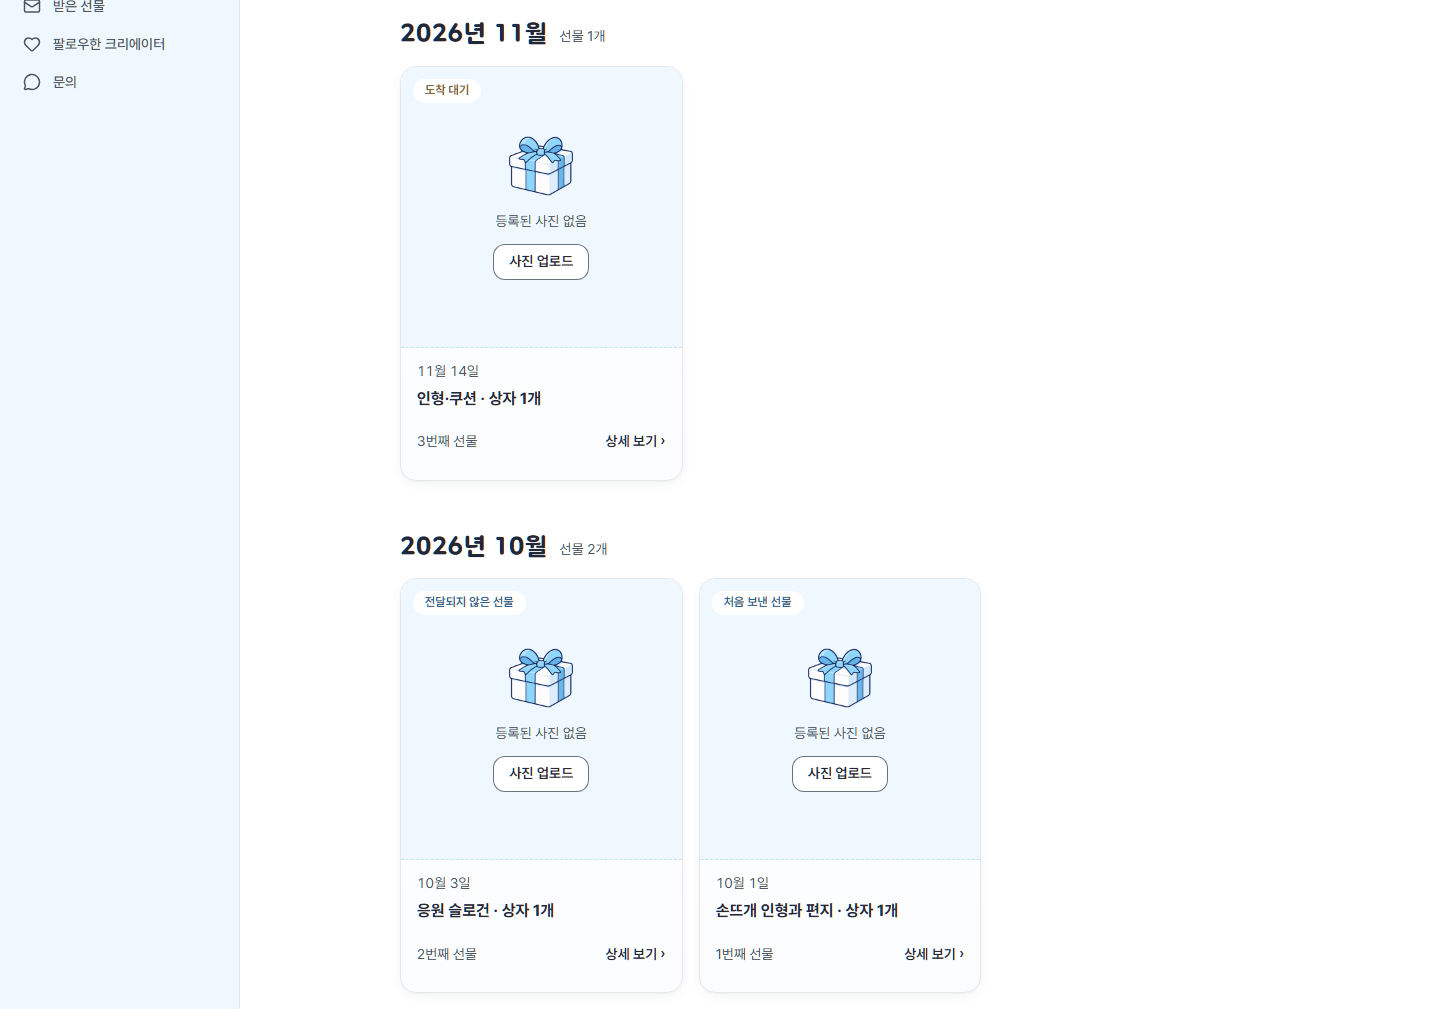 받은 선물
팔로우한 크리에이터
문의
2026년 11월 선물 1개
도착 대기
등록된 사진 없음
사진 업로드
11월 14일
인형·쿠션 · 상자 1개
3번째 선물 상세 보기 ›
2026년 10월 선물 2개
전달되지 않은 선물
등록된 사진 없음
사진 업로드
10월 3일
응원 슬로건 · 상자 1개
2번째 선물 상세 보기 ›
처음 보낸 선물
등록된 사진 없음
사진 업로드
10월 1일
손뜨개 인형과 편지 · 상자 1개
1번째 선물 상세 보기 ›